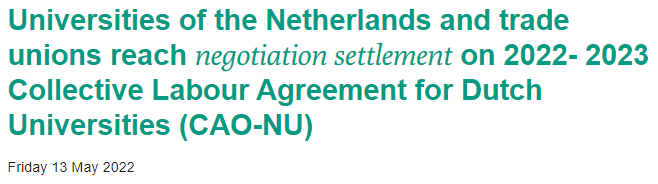 Universities of the Netherlands and trade
unions reach negotiation settlement on 2022- 2023
Collective Labour Agreement for Dutch
Universities (CAO-NU)
Friday 13 May 2022